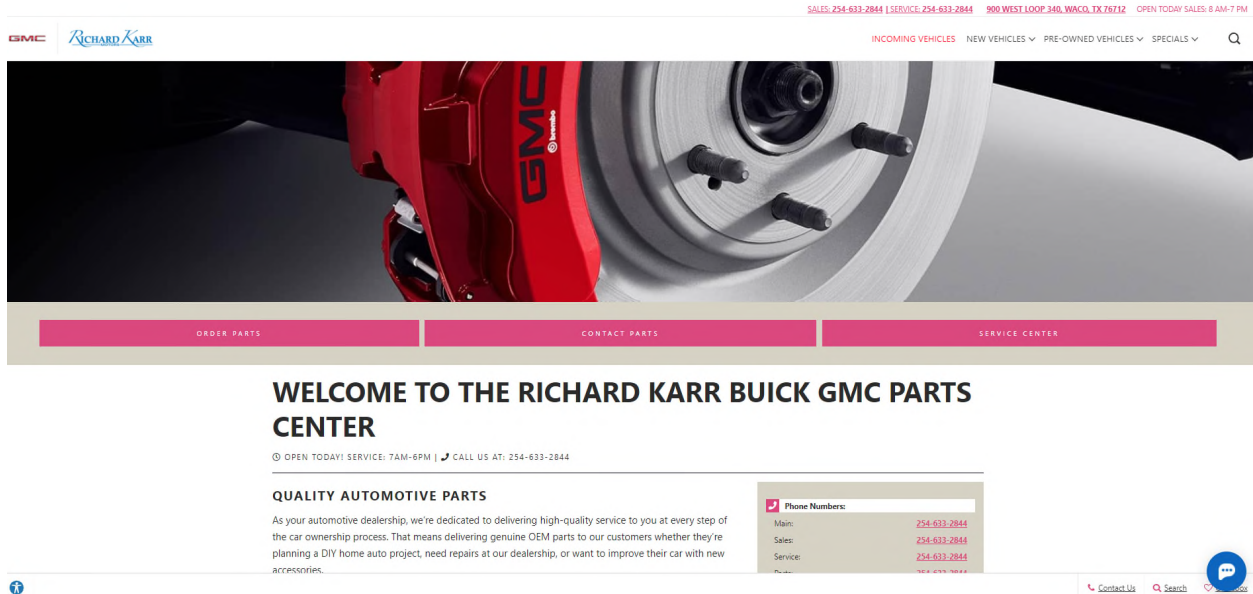 SALES: 254-633-2844 | SERVICE: 254-633-2844 900 WEST LOOP 340, WACO, TX 76712 OPEN TODAY SALES: 8 AM-7 PM
GMC RICHARD KARR INCOMING VEHICLES NEW VEHICLES PRE-OWNED VEHICLES SPECIALS
GMC brembo
ORDER PARTS CONTACT PARTS SERVICE CENTER
WELCOME TO THE RICHARD KARR BUICK GMC PARTS
CENTER
OPEN TODAY! SERVICE: 7AM-6PM | CALL US AT: 254-633-2844
QUALITY AUTOMOTIVE PARTS
As your automotive dealership, we're dedicated to delivering high-quality service to you at every step of
the car ownership process. That means delivering genuine OEM parts to our customers whether they're
planning a DIY home auto project, need repairs at our dealership, or want to improve their car with new
accessories.
Phone Numbers:
Main: 254-633-2844
Sales: 254-633-2844
Service: 254-633-2844
Parts: 254-633-2844
Contact Us Search